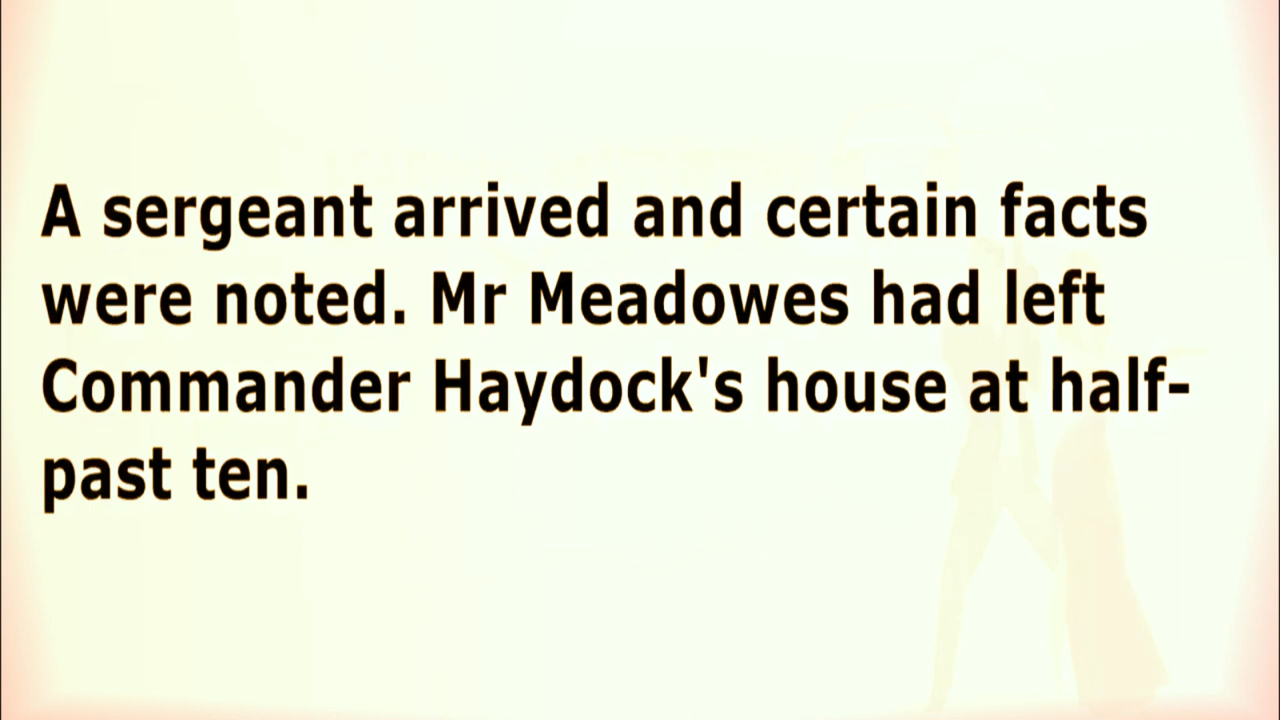 A sergeant arrived and certain facts
were noted. Mr Meadowes had left
Commander Haydock's house at half-
past ten.